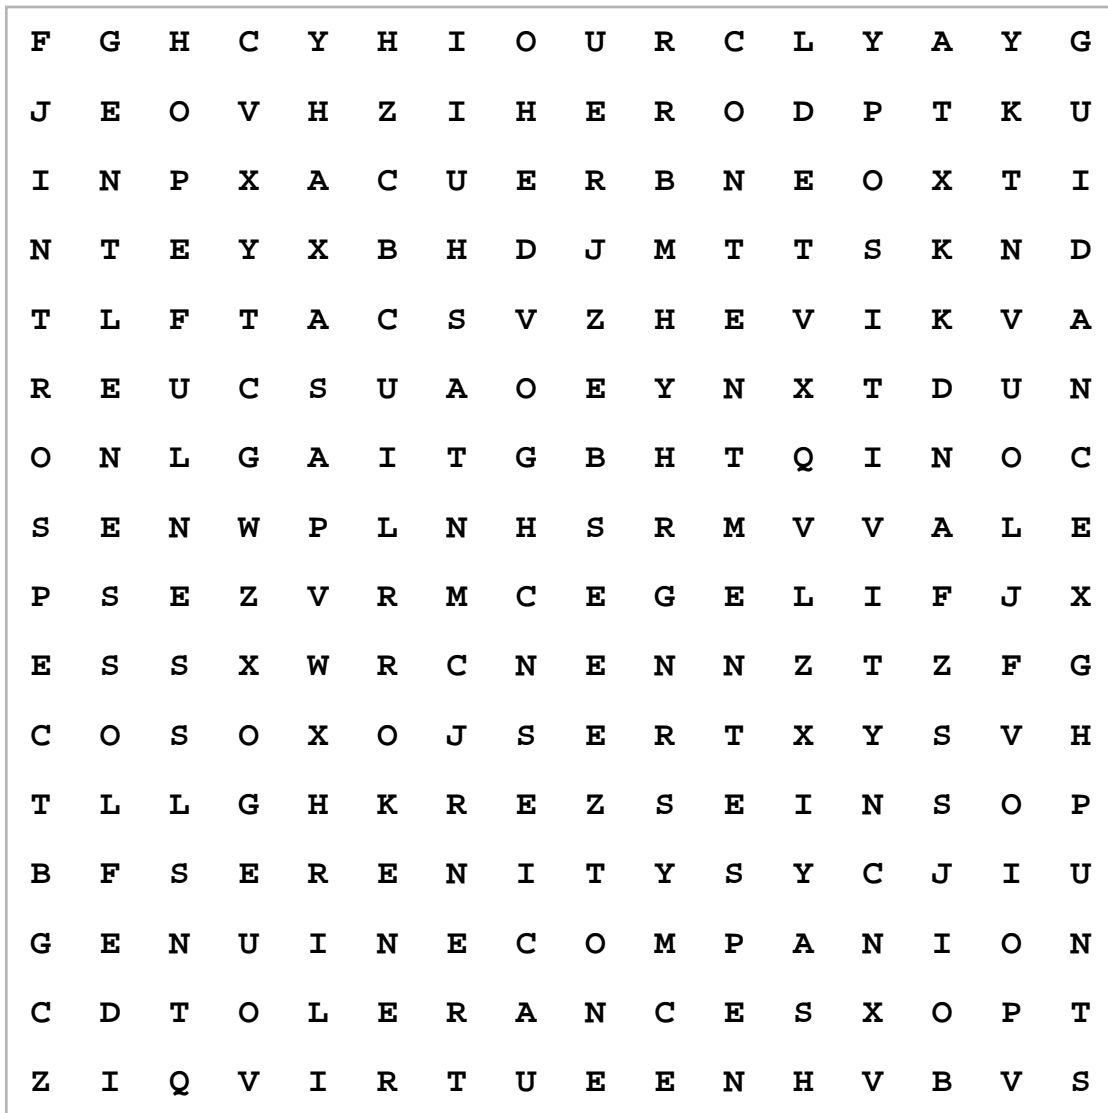 F G H C Y H I O U R C L Y A Y G
J E O V H Z I H E R O D P T K U
I N P X A C U E R B N E O X T I
N T E Y X B H D J M T T S K N D
T L F T A C S V Z H E V I K V A
R E U C S U A O E Y N X T D U N
O N L G A I T G B H T Q I N O C
S E N W P L N H S R M V V A L E
P S E Z V R M C E G E L I F J X
E S S X W R C N E N N Z T Z F G
C O S O X O J S E R T X Y S V H
T L L G H K R E Z S E I N S O P
B F S E R E N I T Y S Y C J I U
G E N U I N E C O M P A N I O N
C D T O L E R A N C E S X O P T
Z I Q V I R T U E E N H V B V S